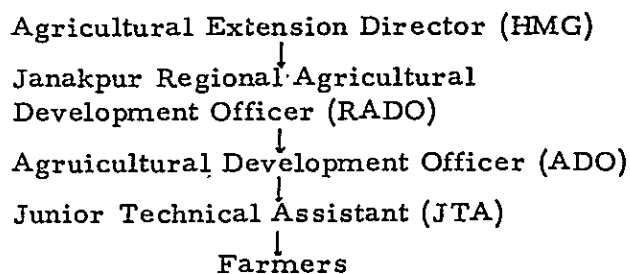 Agricultural Extension Director (HMG)
↓
Janakpur Regional Agricultural
Development Officer (RADO)
↓
Agruicultural Development Officer (ADO)
↓
Junior Technical Assistant (JTA)
↓
Farmers